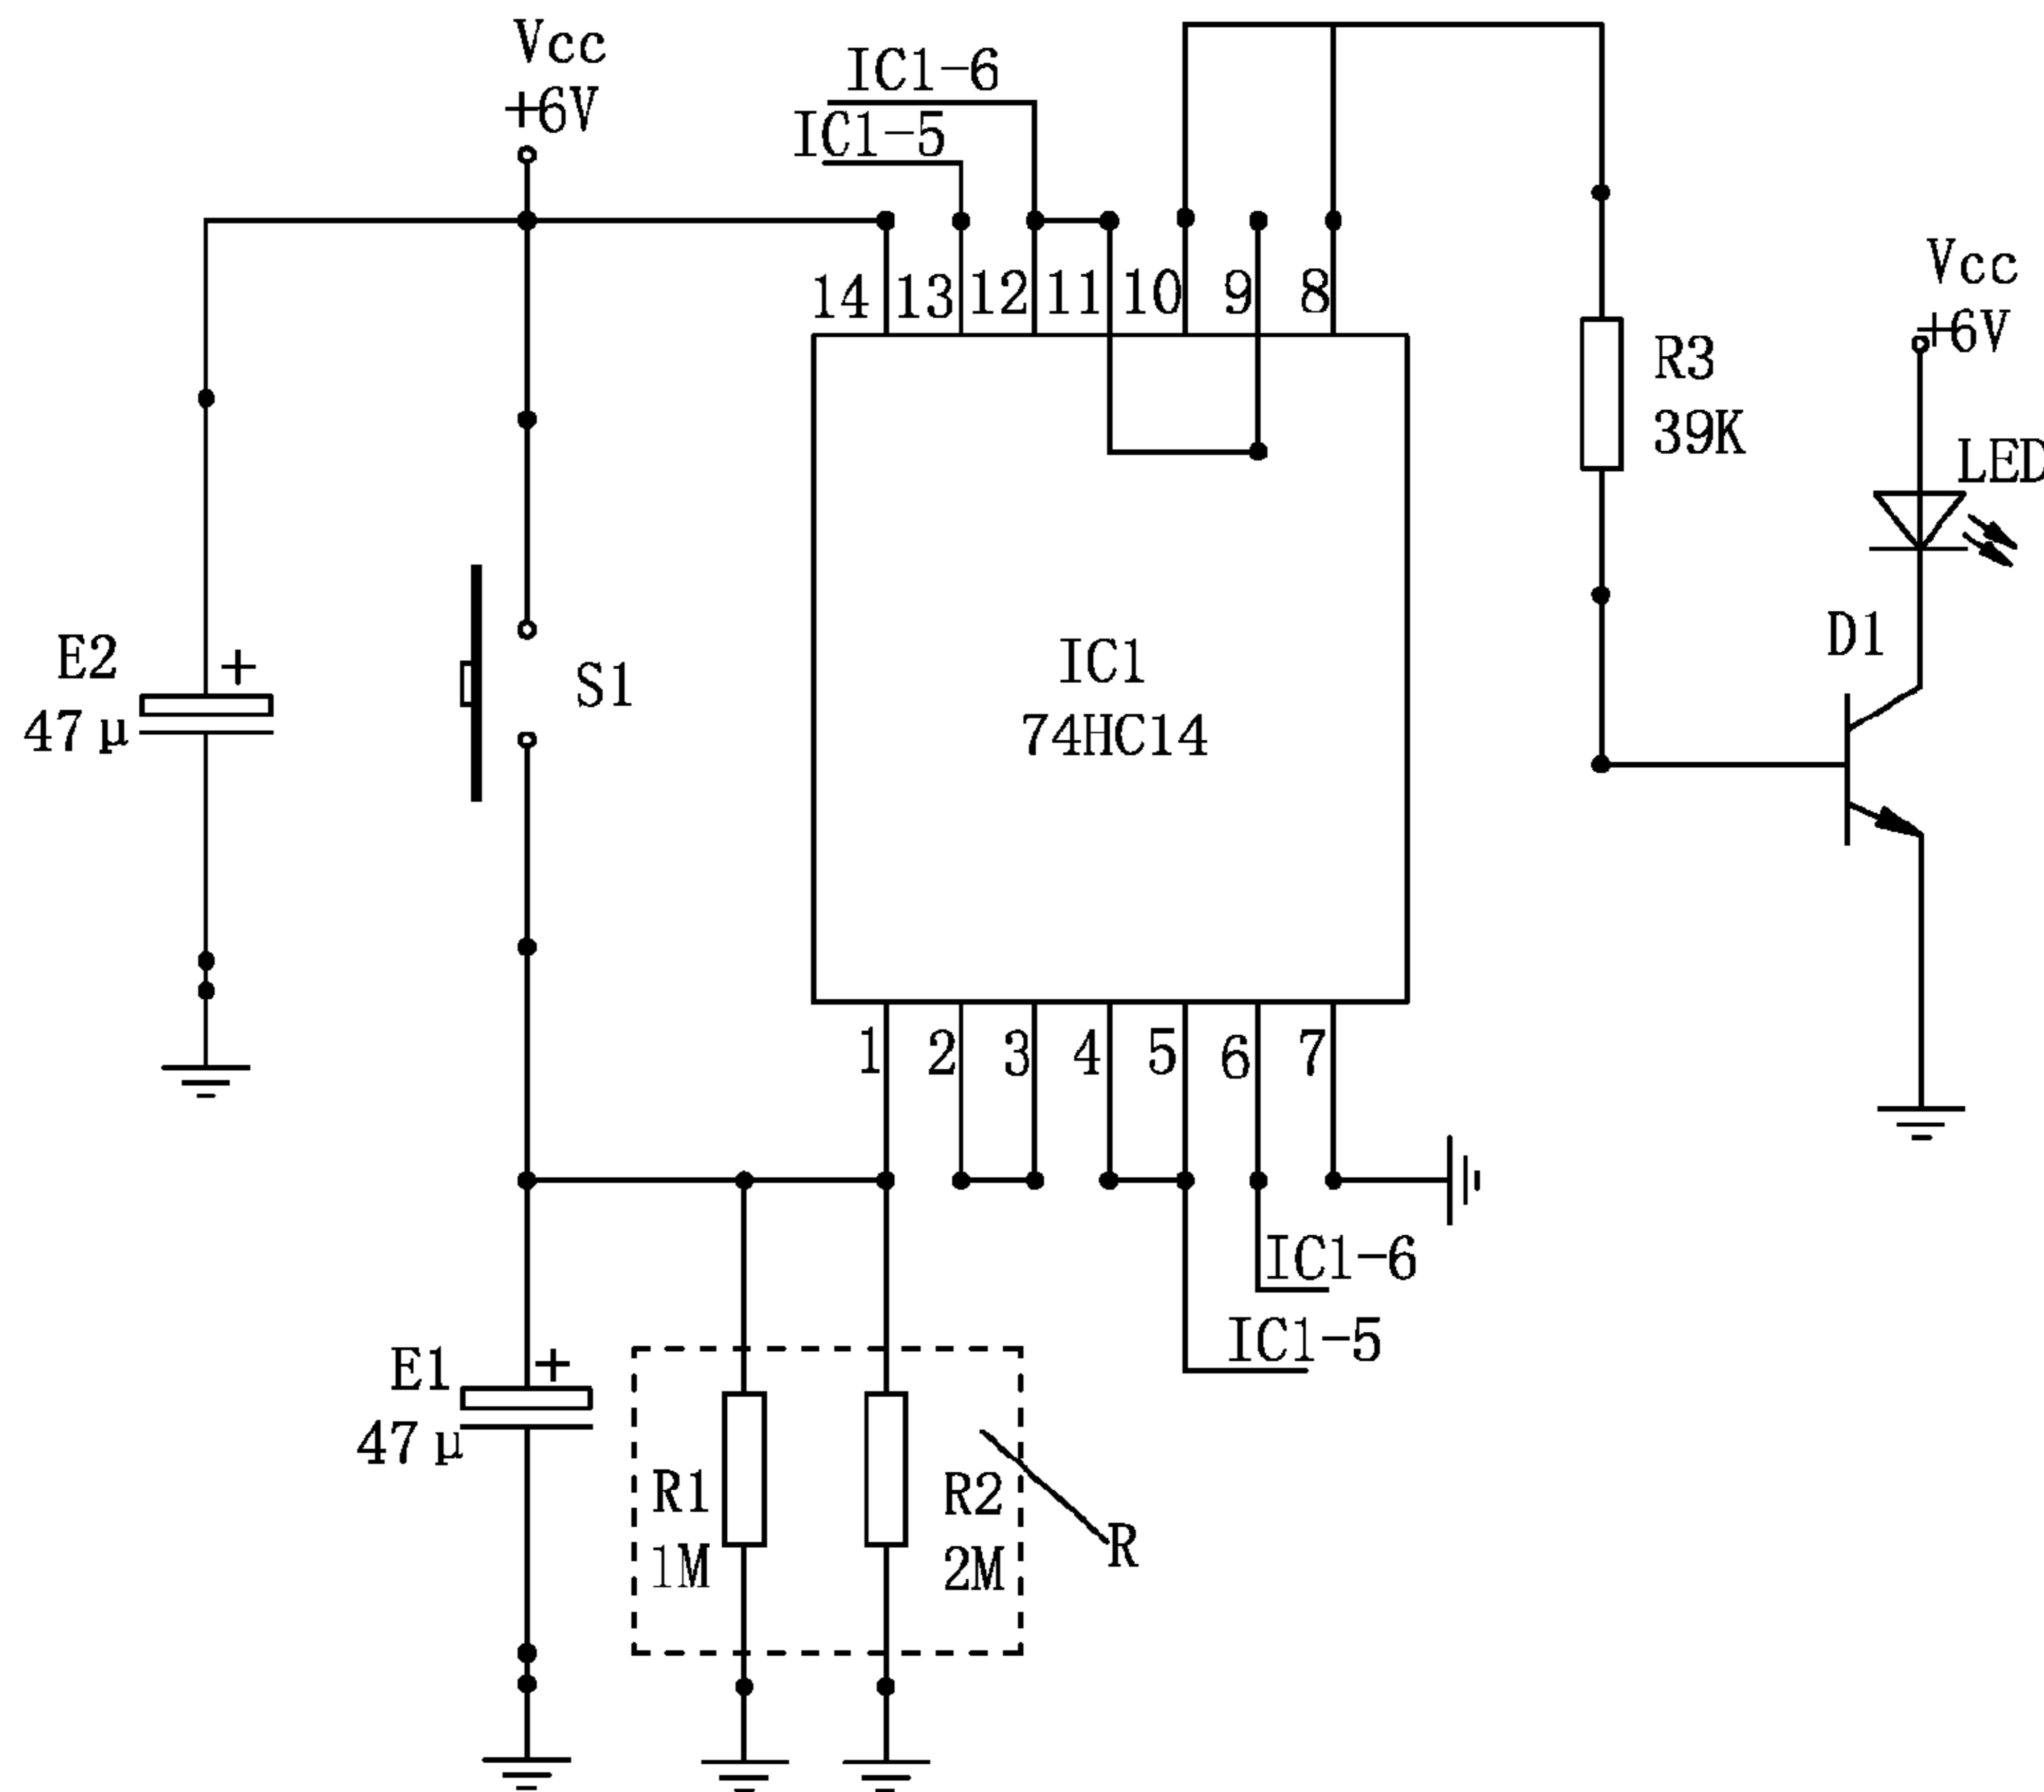 Vcc
+6V
IC1-6
IC1-5
14 13 12 11 10 9 8
Vcc
+6V
R3
39K
LED
E2
47μ
S1
IC1
74HC14
D1
1 2 3 4 5 6 7
IC1-6
IC1-5
E1
47μ
R1
1M
R2
2M
R